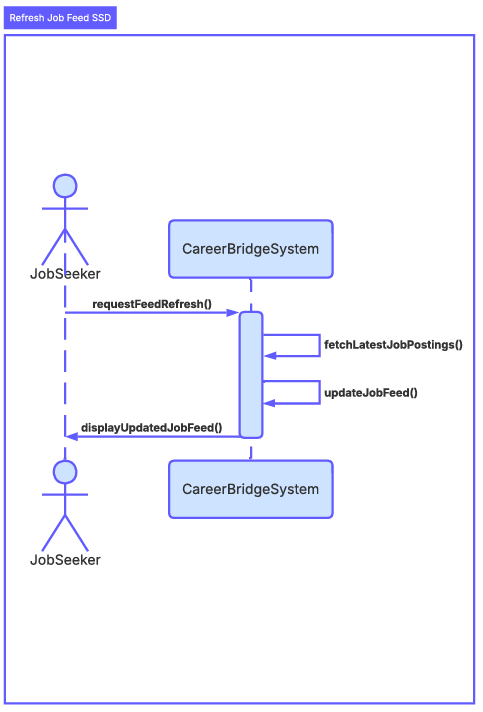 Refresh Job Feed SSD
JobSeeker
CareerBridgeSystem
requestFeedRefresh()
fetchLatestJobPostings()
updateJobFeed()
displayUpdatedJobFeed()
JobSeeker
CareerBridgeSystem